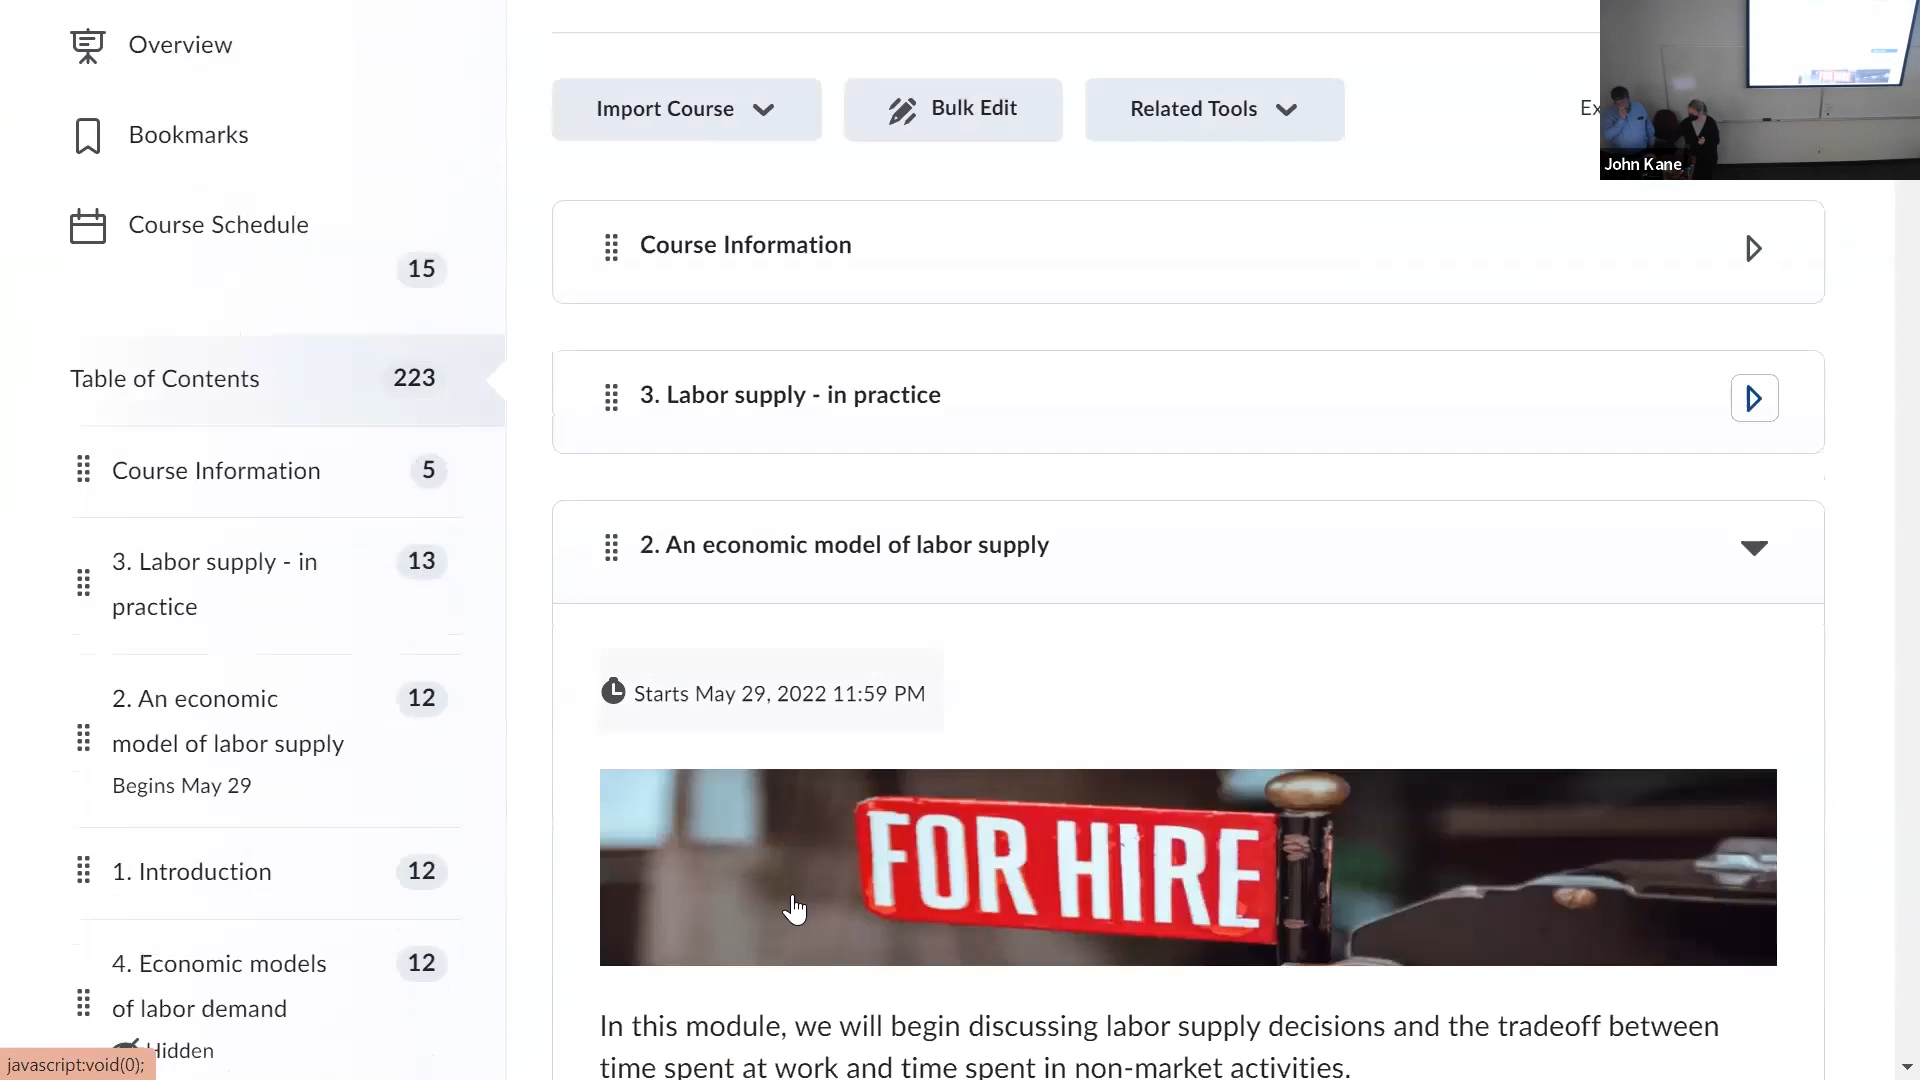 Overview
Bookmarks
Course Schedule
15
Table of Contents 223
Course Information 5
3. Labor supply - in 13
practice
2. An economic 12
model of labor supply
Begins May 29
1. Introduction 12
4. Economic models 12
of labor demand
Hidden
javascript:void(0);
Import Course
Bulk Edit
Related Tools
Ex
John Kane
Course Information
3. Labor supply - in practice
2. An economic model of labor supply
Starts May 29, 2022 11:59 PM
FOR HIRE
In this module, we will begin discussing labor supply decisions and the tradeoff between
time spent at work and time spent in non-market activities.